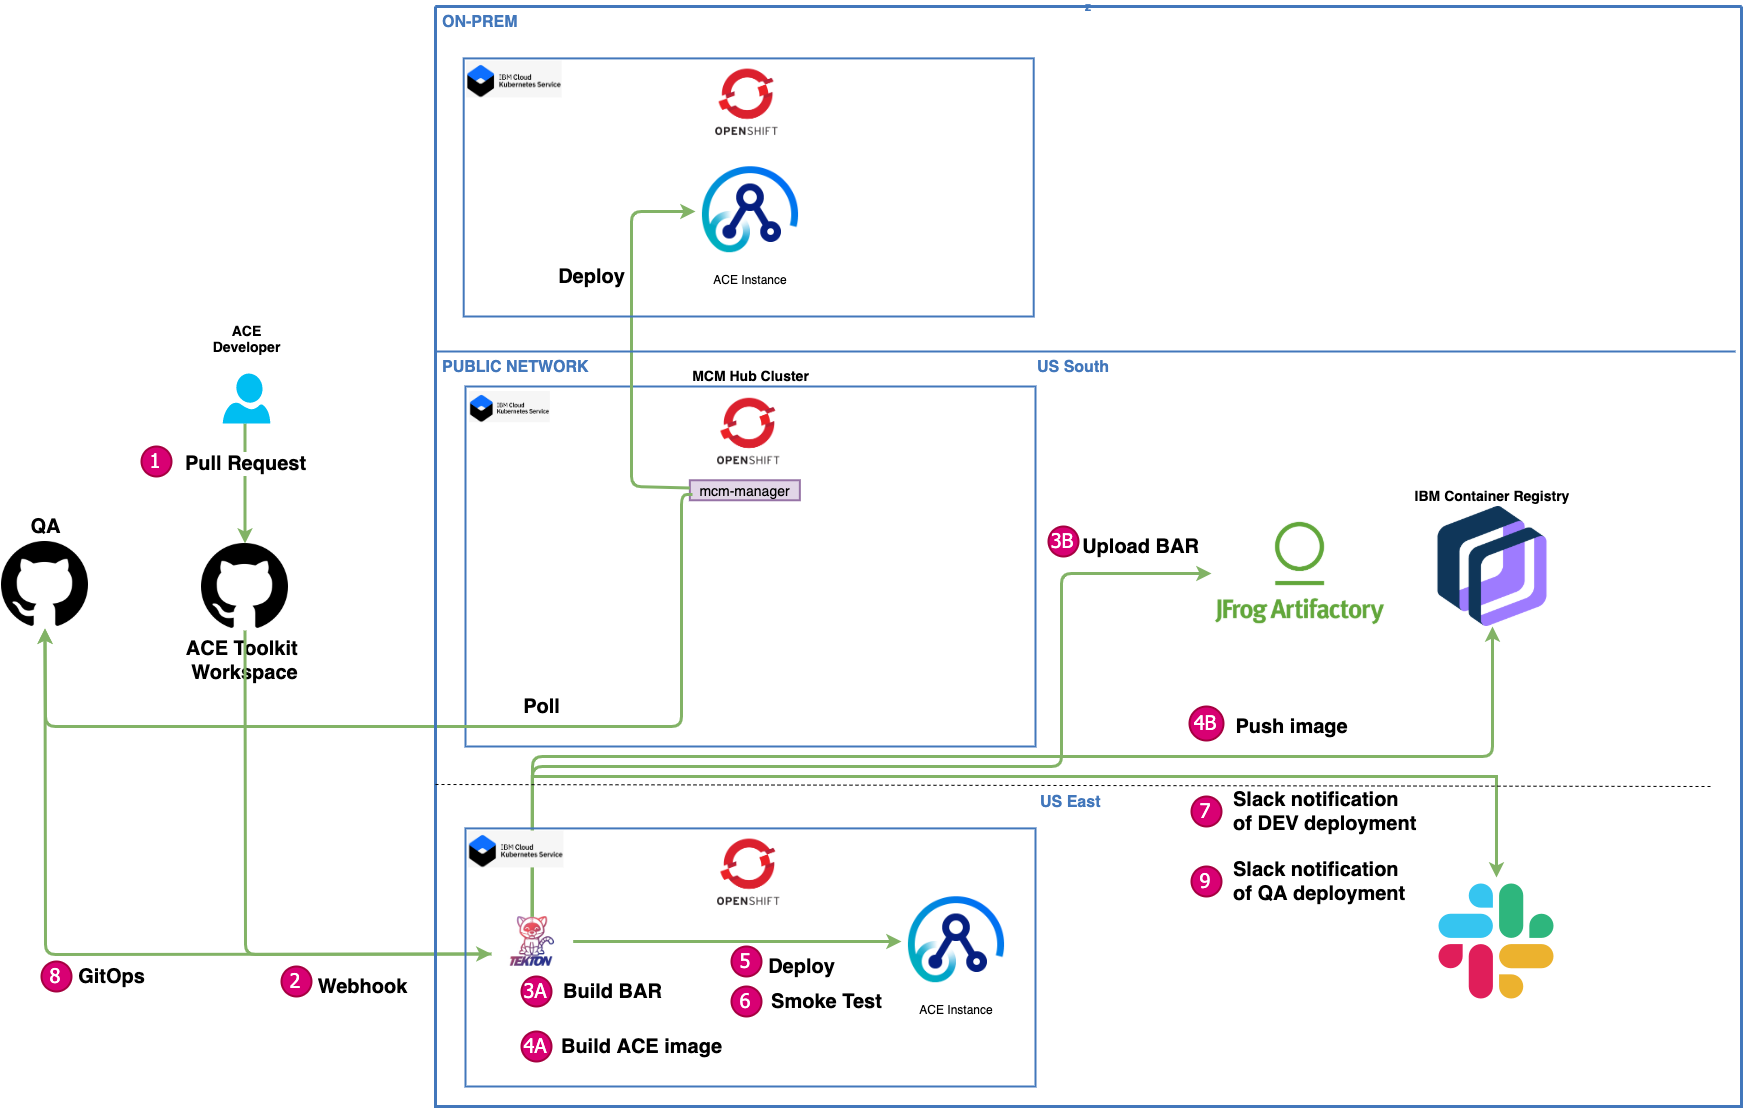 z
ON-PREM
IBM Cloud
Kubernetes Service
OPENSHIFT
Deploy
ACE Instance
ACE
Developer
PUBLIC NETWORK
US South
MCM Hub Cluster
IBM Cloud
Kubernetes Service
OPENSHIFT
1 Pull Request
mcm-manager
IBM Container Registry
QA
3B Upload BAR
JFrog Artifactory
ACE Toolkit
Workspace
Poll
4B Push image
US East
7 Slack notification
of DEV deployment
IBM Cloud
Kubernetes Service
OPENSHIFT
9 Slack notification
of QA deployment
TEKTON
8 GitOps
2 Webhook
5 Deploy
3A Build BAR
6 Smoke Test
ACE Instance
4A Build ACE image